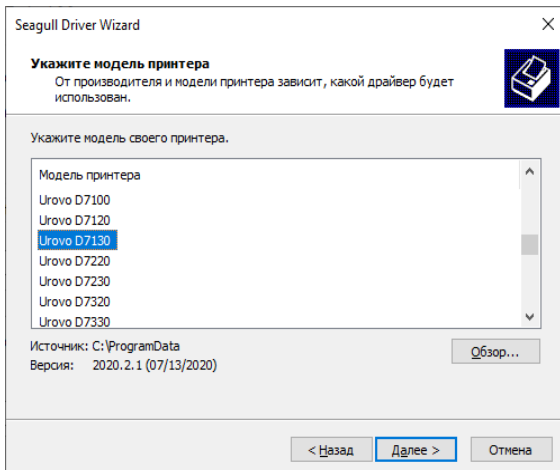 Seagull Driver Wizard
Укажите модель принтера
От производителя и модели принтера зависит, какой драйвер будет
использован.
Укажите модель своего принтера.
Модель принтера
Urovo D7100
Urovo D7120
Urovo D7130
Urovo D7220
Urovo D7230
Urovo D7320
Urovo D7330
Источник: C:\ProgramData
Обзор...
Версия: 2020.2.1 (07/13/2020)
< Назад
Далее >
Отмена